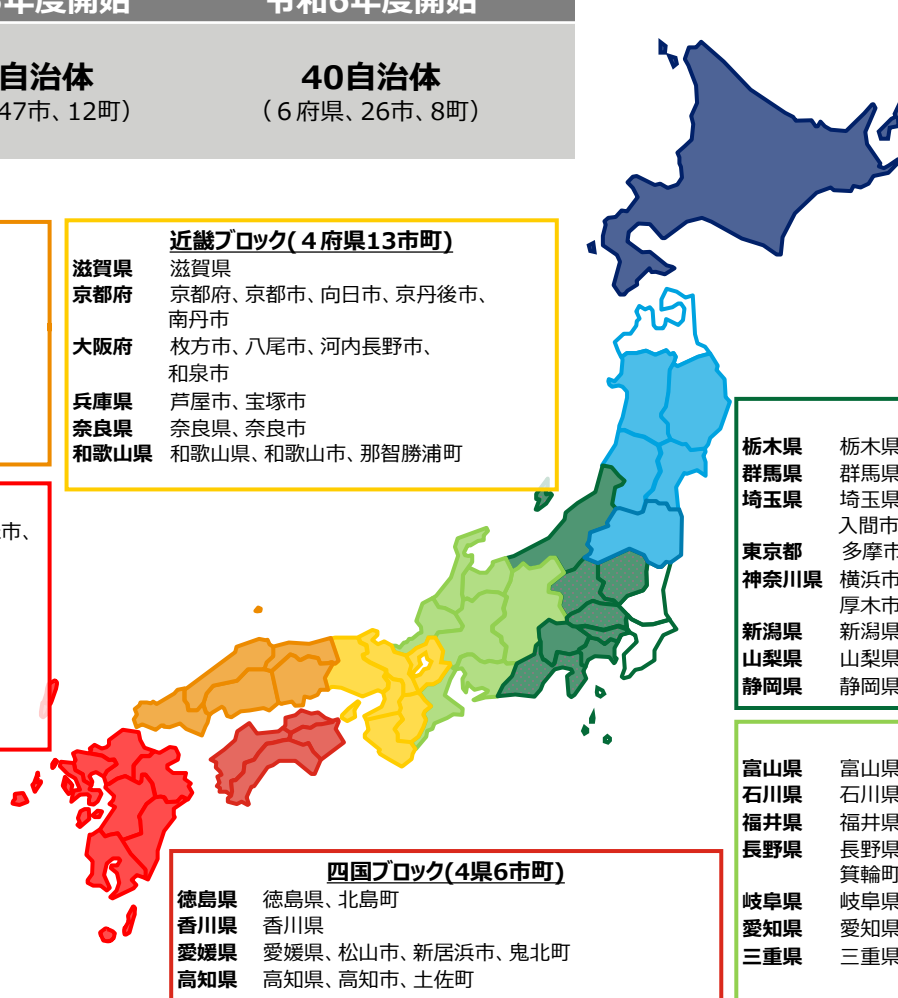 年度開始 令和6年度開始
自治体 40自治体
47市、12町） （６府県、26市、8町）
近畿ブロック(４府県13市町)
滋賀県 滋賀県
京都府 京都府、京都市、向日市、京丹後市、
南丹市
大阪府 枚方市、八尾市、河内長野市、
和泉市
兵庫県 芦屋市、宝塚市
奈良県 奈良県、奈良市
和歌山県 和歌山県、和歌山市、那智勝浦町
市、
栃木県 栃木県
群馬県 群馬県
埼玉県 埼玉県
入間市
東京都 多摩市
神奈川県 横浜市
厚木市
新潟県 新潟県
山梨県 山梨県
静岡県 静岡県
富山県 富山県
石川県 石川県
福井県 福井県
長野県 長野県
箕輪町
岐阜県 岐阜県
愛知県 愛知県
三重県 三重県
四国ブロック(4県6市町)
徳島県 徳島県、北島町
香川県 香川県
愛媛県 愛媛県、松山市、新居浜市、鬼北町
高知県 高知県、高知市、土佐町